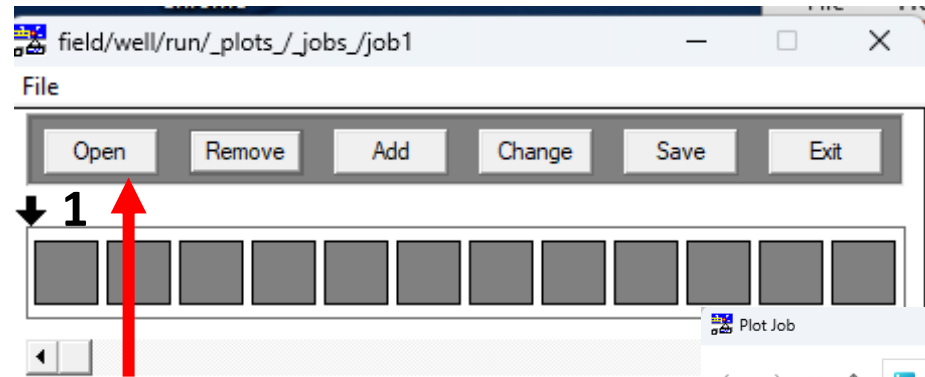 field/well/run/_plots_/_jobs_/job1
File
Open Remove Add Change Save Exit
1
Plot Job